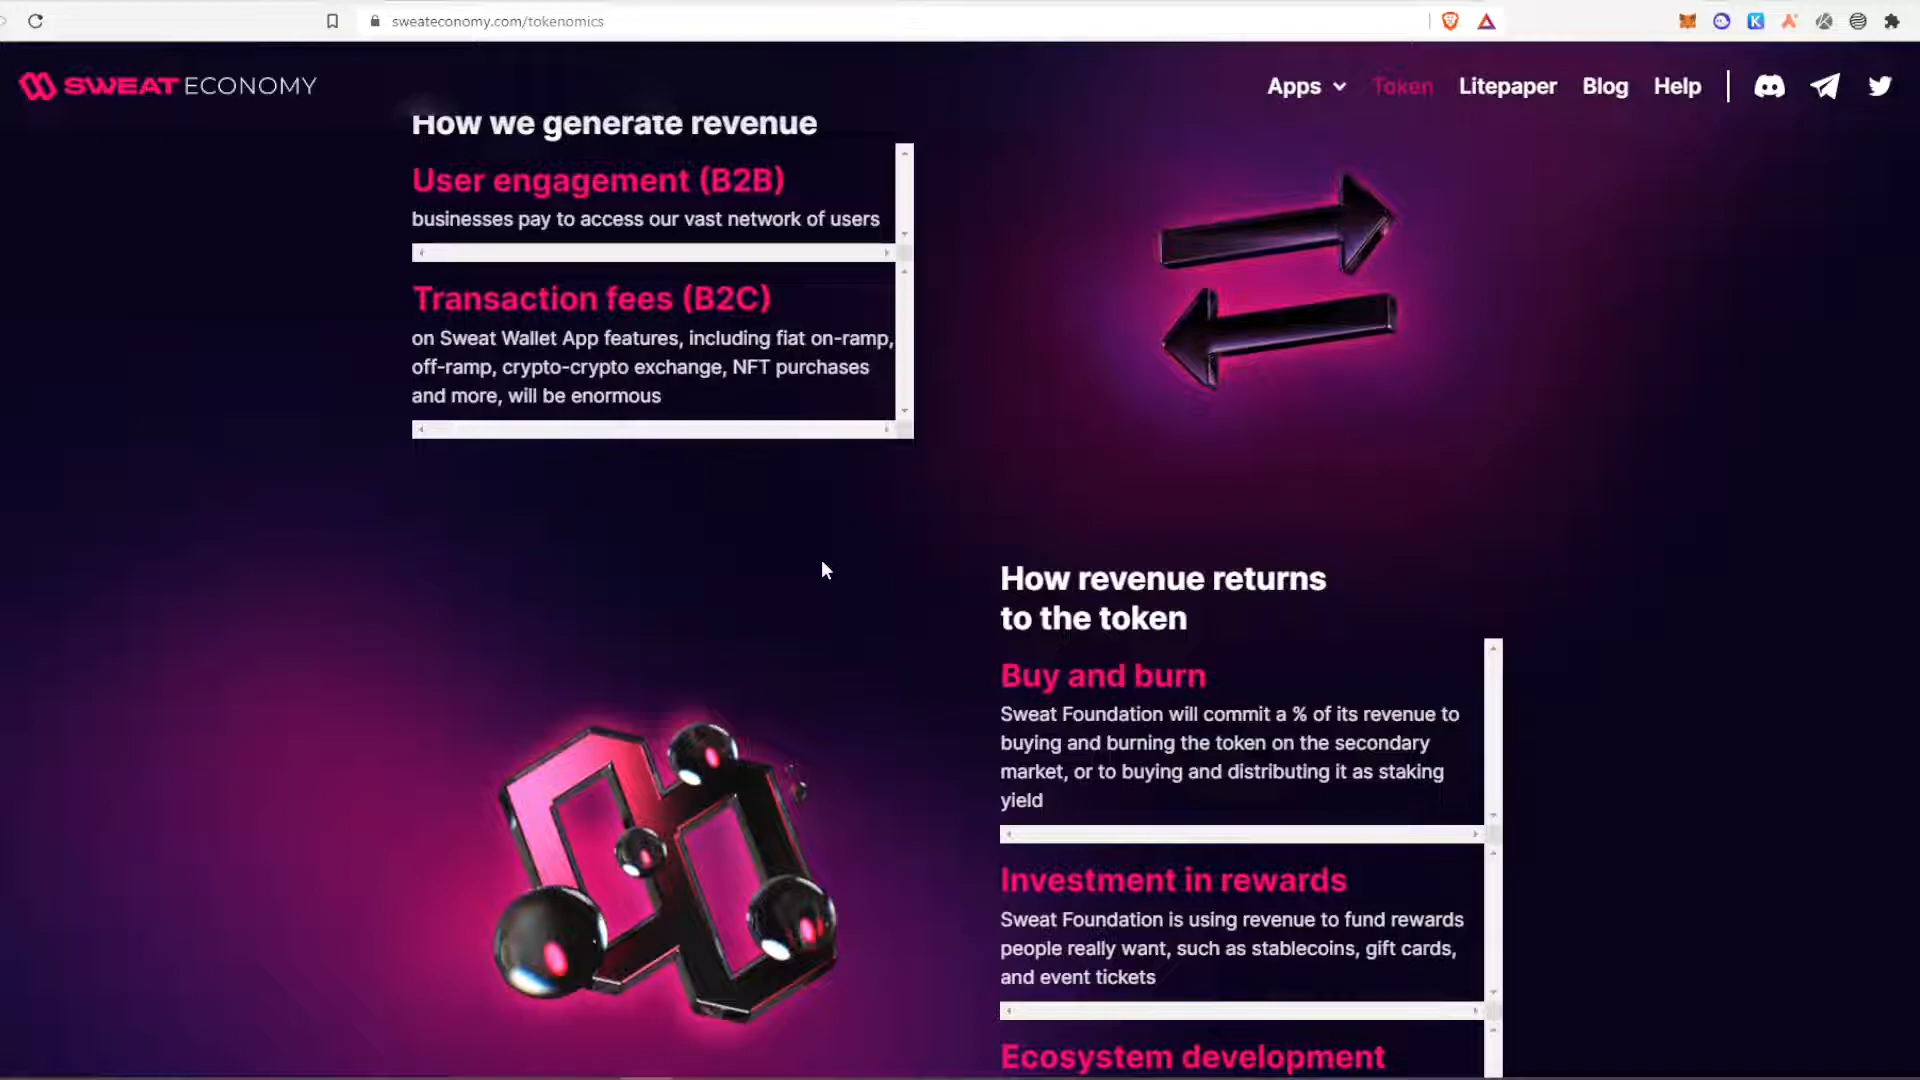 sweateconomy.com/tokenomics
SWEAT ECONOMY
Apps
Token
Litepaper
Blog
Help
How we generate revenue
User engagement (B2B)
businesses pay to access our vast network of users
Transaction fees (B2C)
on Sweat Wallet App features, including fiat on-ramp,
off-ramp, crypto-crypto exchange, NFT purchases
and more, will be enormous
How revenue returns
to the token
Buy and burn
Sweat Foundation will commit a % of its revenue to
buying and burning the token on the secondary
market, or to buying and distributing it as staking
yield
Investment in rewards
Sweat Foundation is using revenue to fund rewards
people really want, such as stablecoins, gift cards,
and event tickets
Ecosystem development